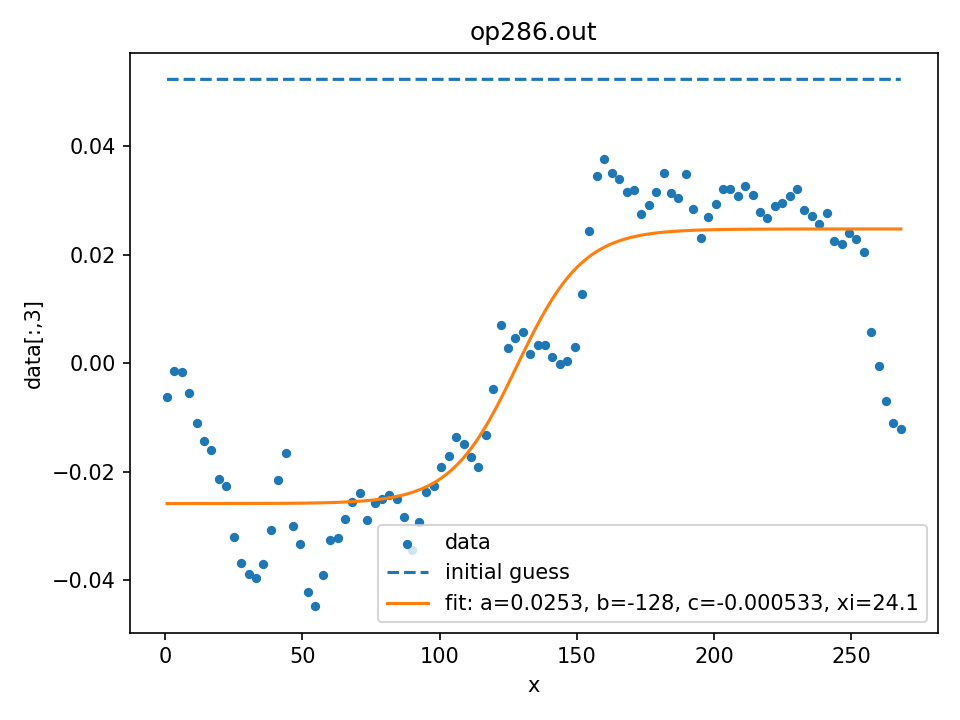 op286.out
0.04
0.02
0.00
−0.02
−0.04
data[:,3]
data
initial guess
fit: a=0.0253, b=-128, c=-0.000533, xi=24.1
0 50 100 150 200 250
x